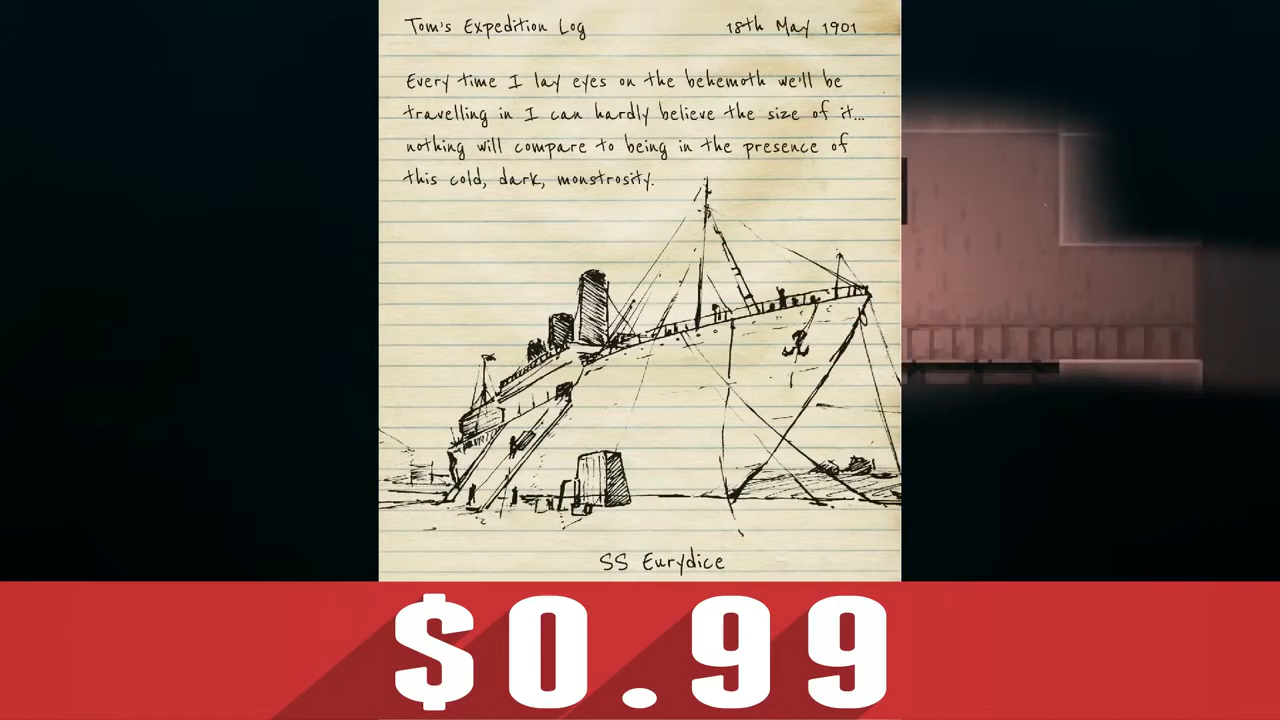 Tom's Expedition Log 18th May 1901
Every time I lay eyes on the behemoth we'll be
travelling in I can hardly believe the size of it...
nothing will compare to being in the presence of
this cold, dark, monstrosity.
SS Eurydice
$0.99